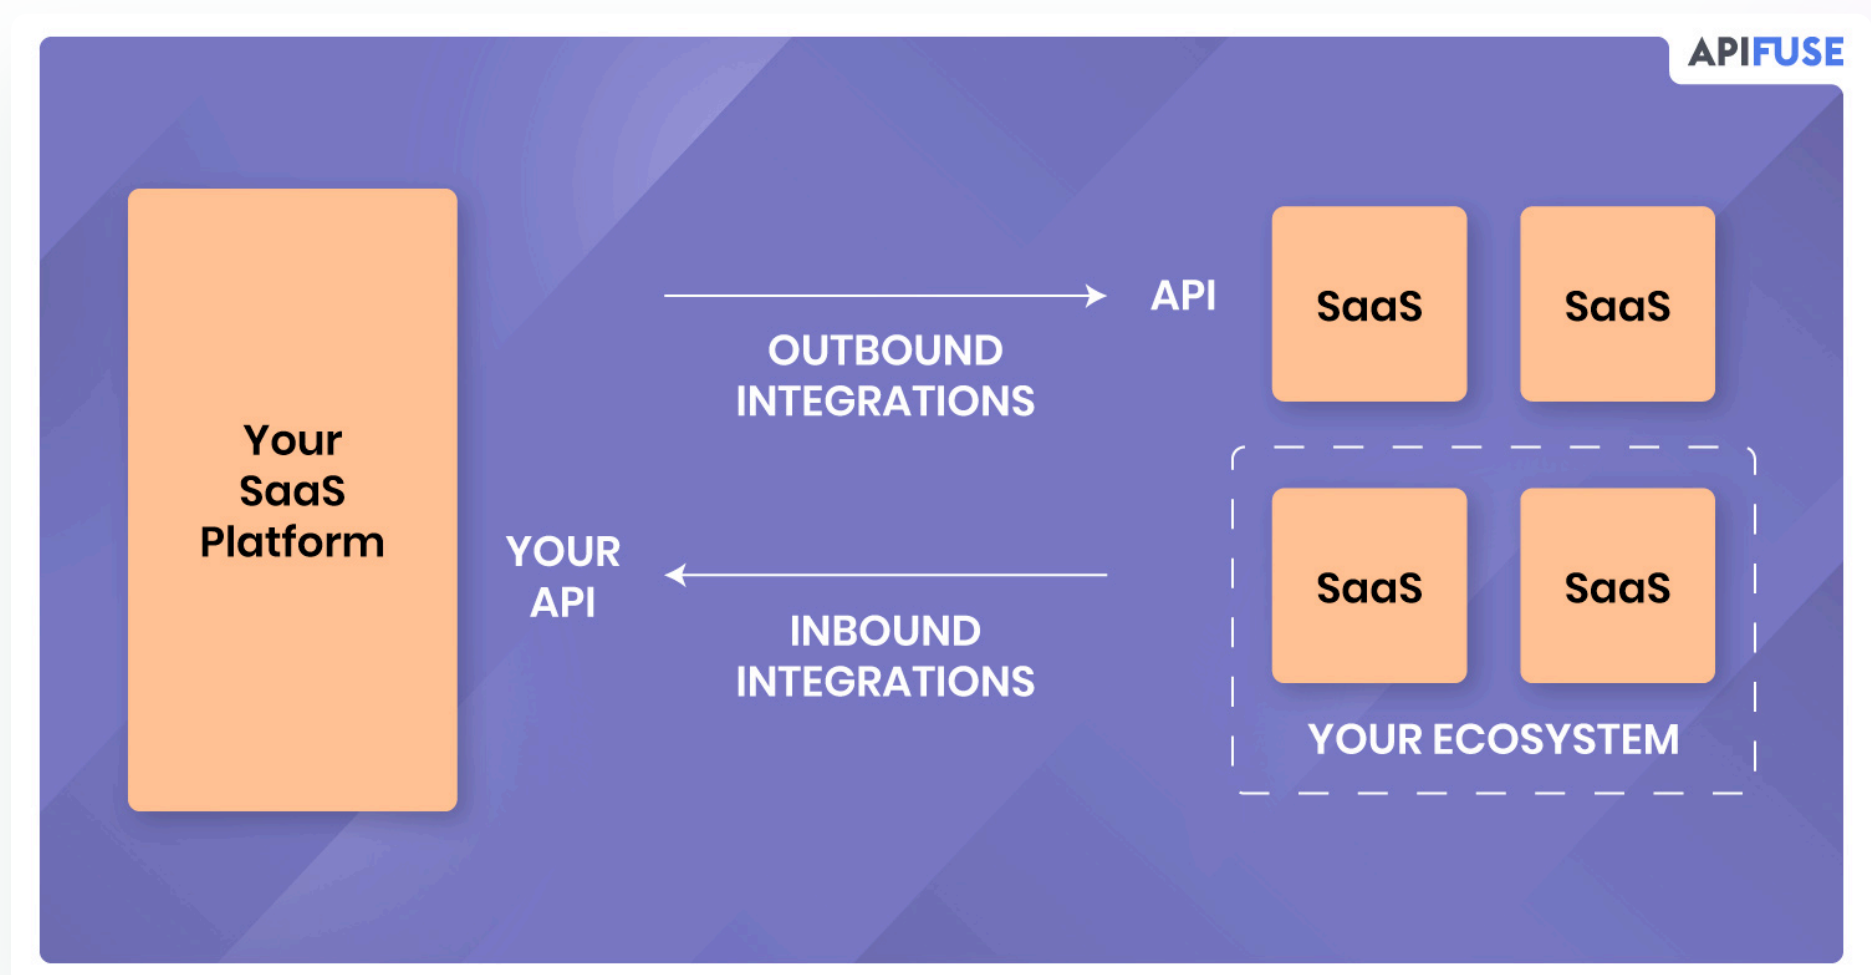 APIFUSE
Your
SaaS
Platform
OUTBOUND
INTEGRATIONS
API
SaaS
SaaS
YOUR
API
INBOUND
INTEGRATIONS
SaaS
SaaS
YOUR ECOSYSTEM